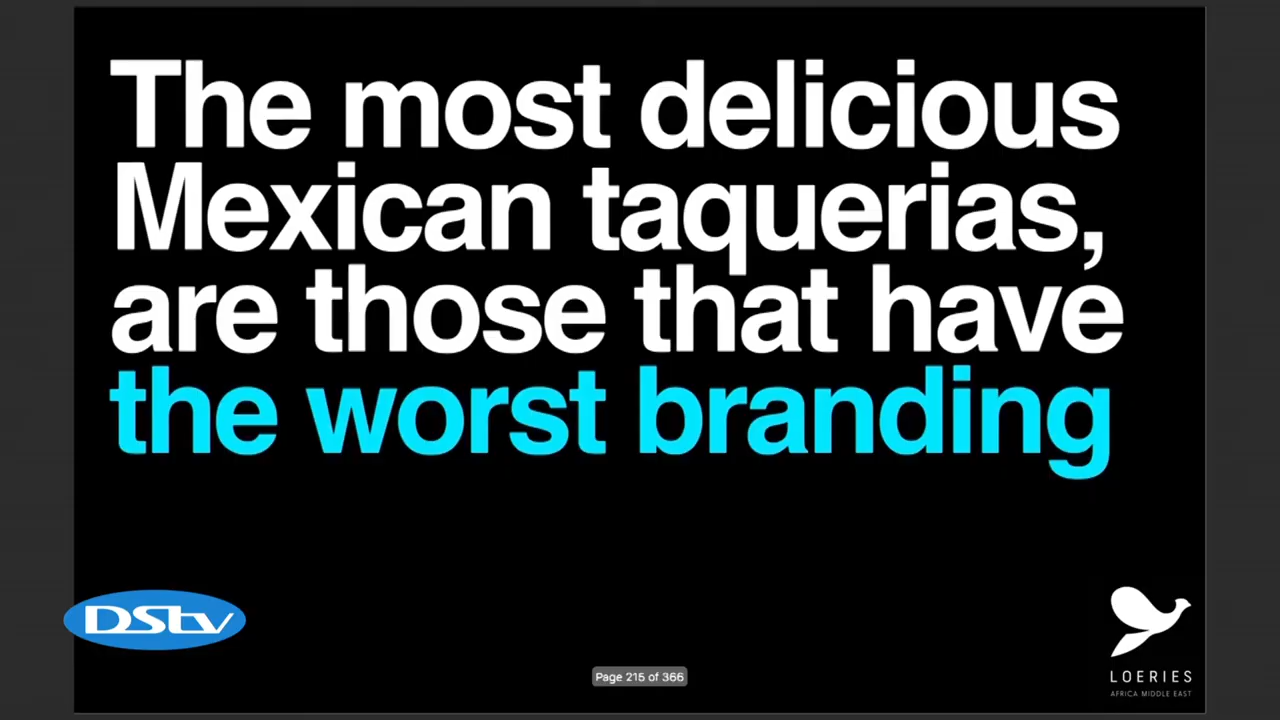 The most delicious
Mexican taquerias,
are those that have
the worst branding
DStv
Page 215 of 366
LOERIES
AFRICA MIDDLE EAST